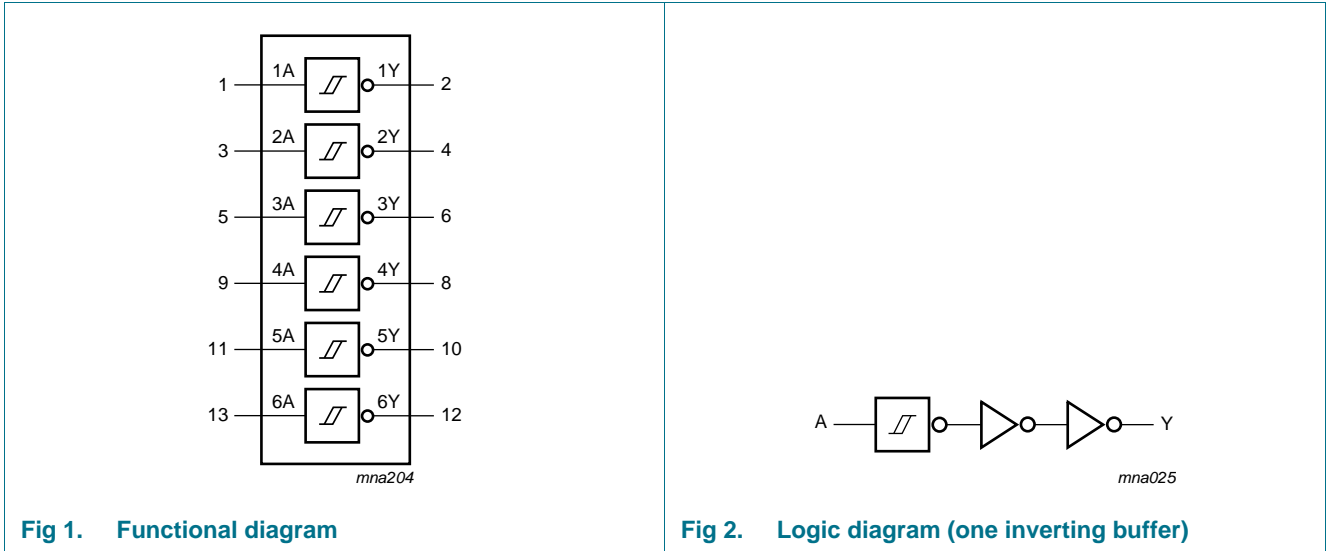 1 1A 1Y 2
3 2A 2Y 4
5 3A 3Y 6
9 4A 4Y 8
11 5A 5Y 10
13 6A 6Y 12
mna204
Fig 1. Functional diagram
A Y
mna025
Fig 2. Logic diagram (one inverting buffer)